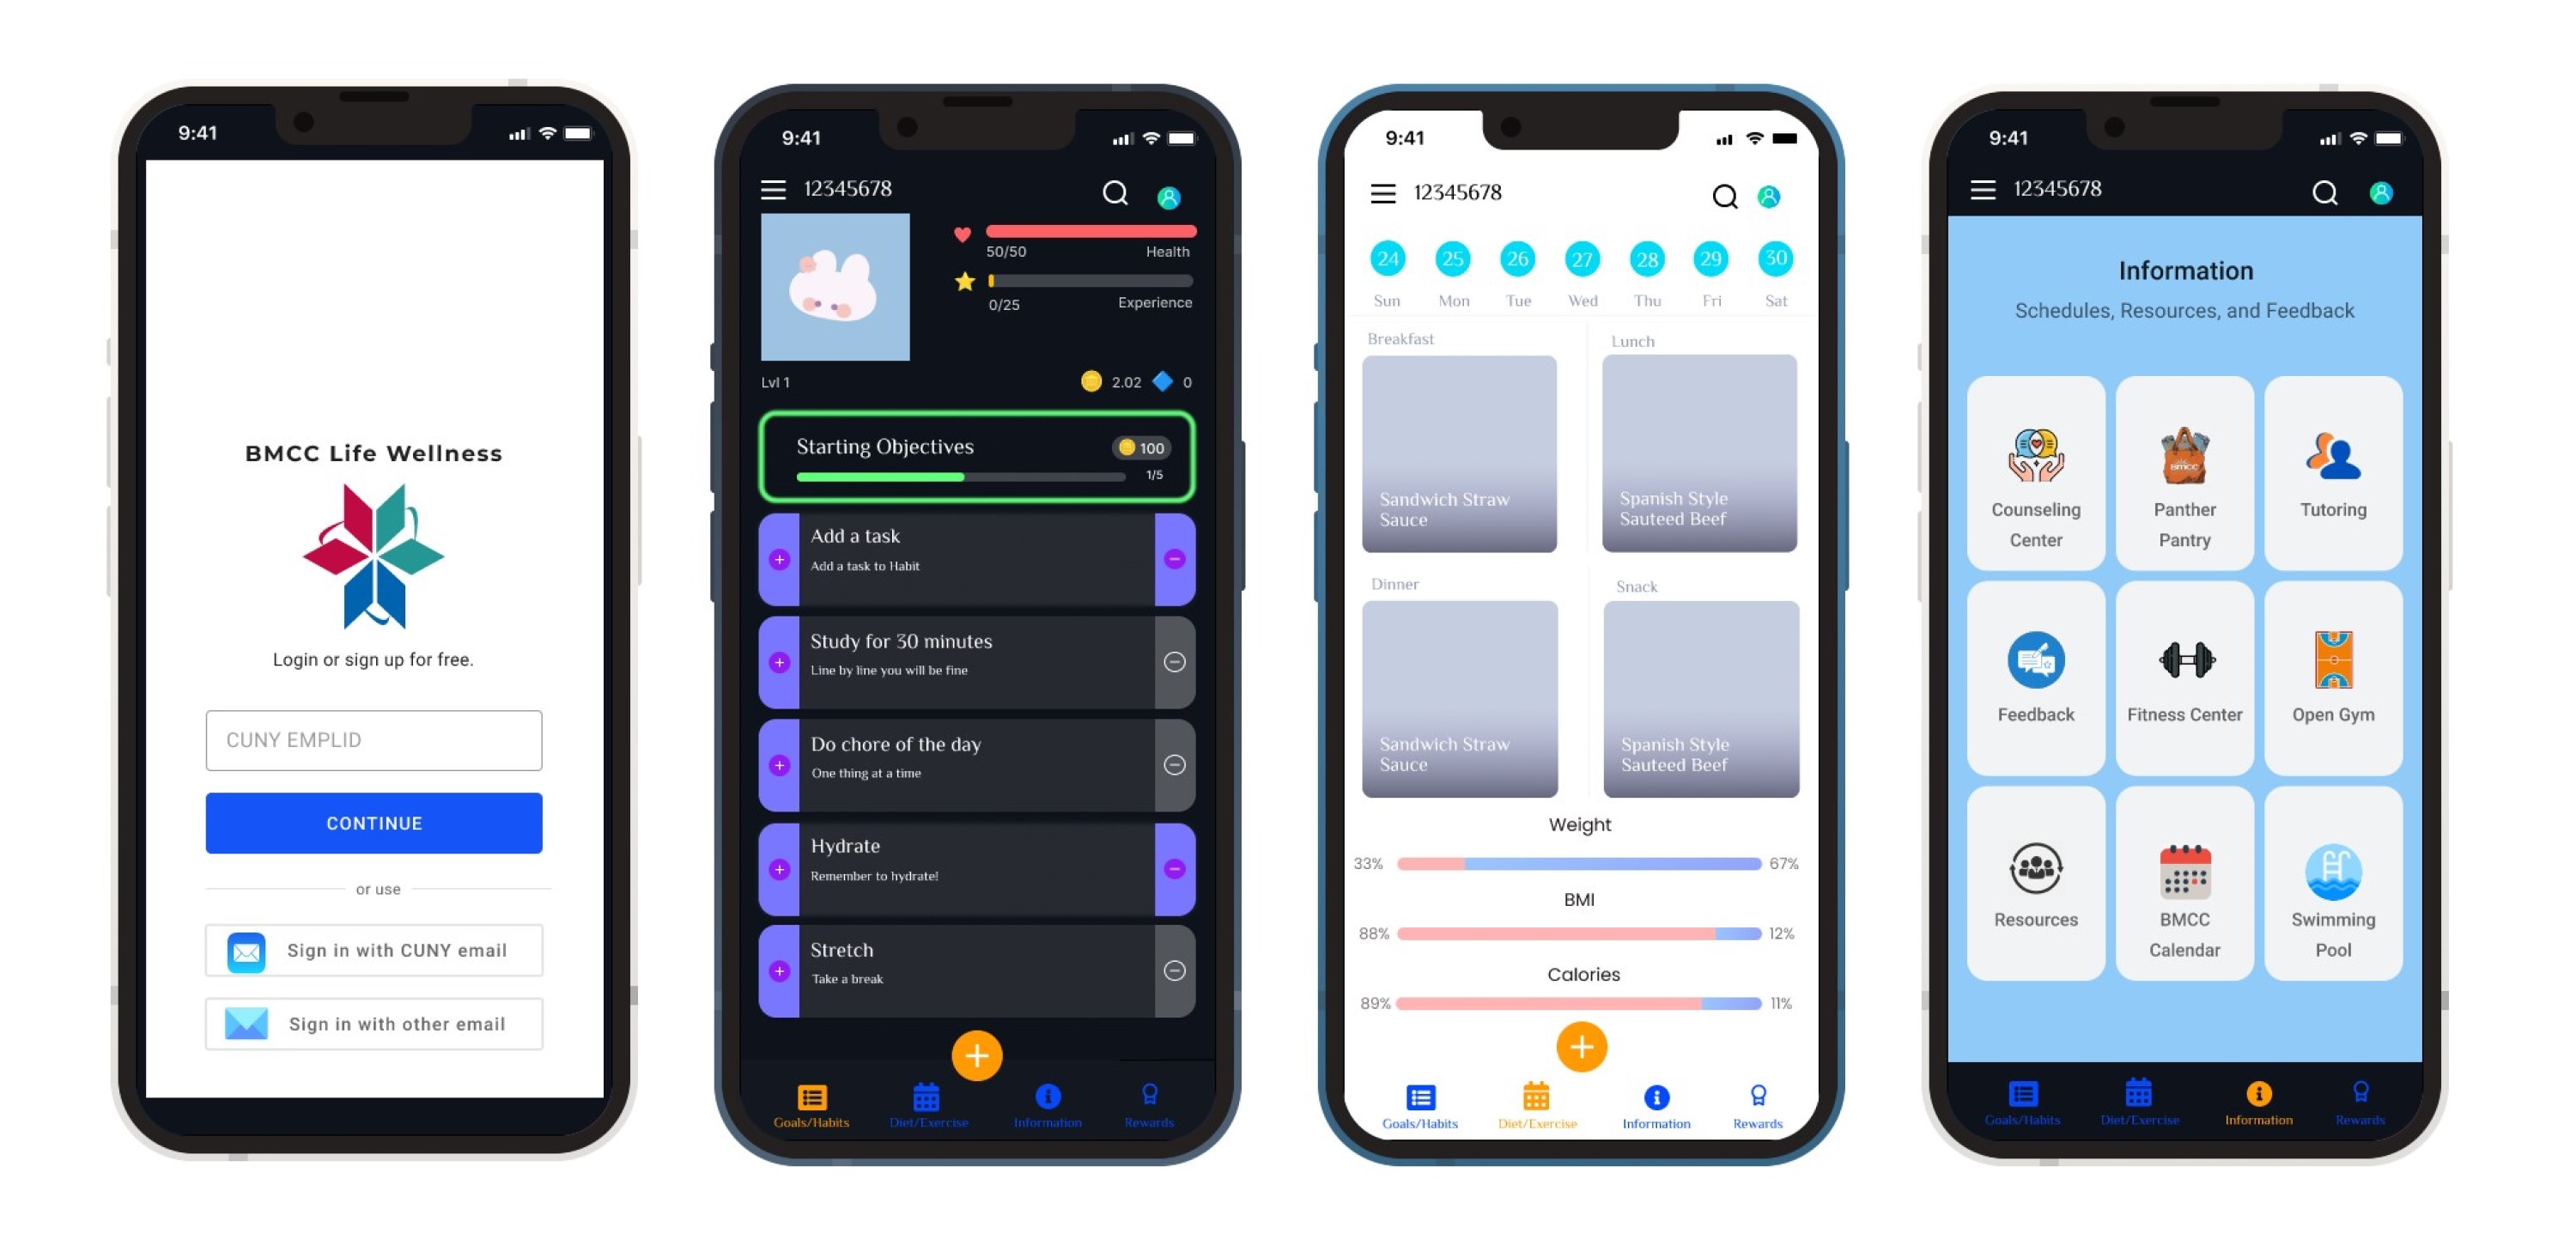 9:41
BMCC Life Wellness
Login or sign up for free.
CUNY EMPLID
CONTINUE
or use
Sign in with CUNY email
Sign in with other email
9:41
12345678
50/50 Health
0/25 Experience
Lvl 1 2.02 0
Starting Objectives 100
1/5
Add a task
Add a task to Habit
Study for 30 minutes
Line by line you will be fine
Do chore of the day
One thing at a time
Hydrate
Remember to hydrate!
Stretch
Take a break
Goals/Habits Diet/Exercise Information Rewards
9:41
12345678
24 25 26 27 28 29 30
Sun Mon Tue Wed Thu Fri Sat
Breakfast Lunch
Sandwich Straw
Sauce
Spanish Style
Sauteed Beef
Dinner Snack
Sandwich Straw
Sauce
Spanish Style
Sauteed Beef
Weight
33% 67%
BMI
88% 12%
Calories
89% 11%
Goals/Habits Diet/Exercise Information Rewards
9:41
12345678
Information
Schedules, Resources, and Feedback
Counseling
Center
BMCC
Panther
Pantry
Tutoring
Feedback
Fitness Center
Open Gym
Resources
BMCC
Calendar
Swimming
Pool
Goals/Habits Diet/Exercise Information Rewards